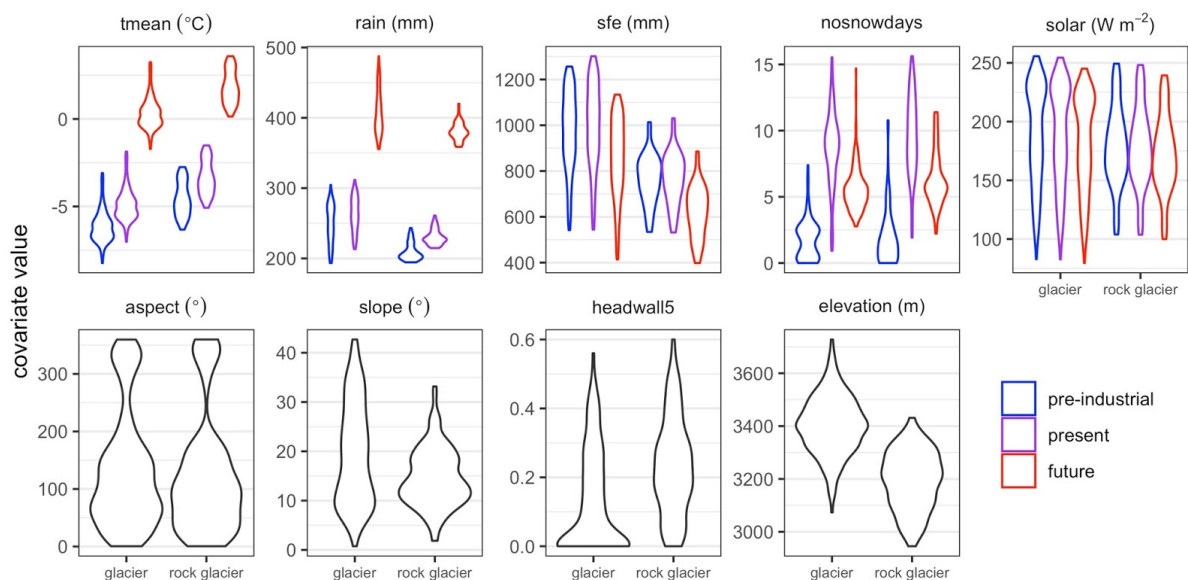 tmean (°C)
rain (mm)
sfe (mm)
nosnowdays
solar (W m⁻²)
0
-5
500
400
300
200
1200
1000
800
600
400
15
10
5
0
250
200
150
100
glacier rock glacier
covariate value
aspect (°)
slope (°)
headwall5
elevation (m)
300
200
100
0
40
30
20
10
0
0.6
0.4
0.2
0.0
3600
3400
3200
3000
glacier rock glacier
glacier rock glacier
glacier rock glacier
glacier rock glacier
pre-industrial
present
future